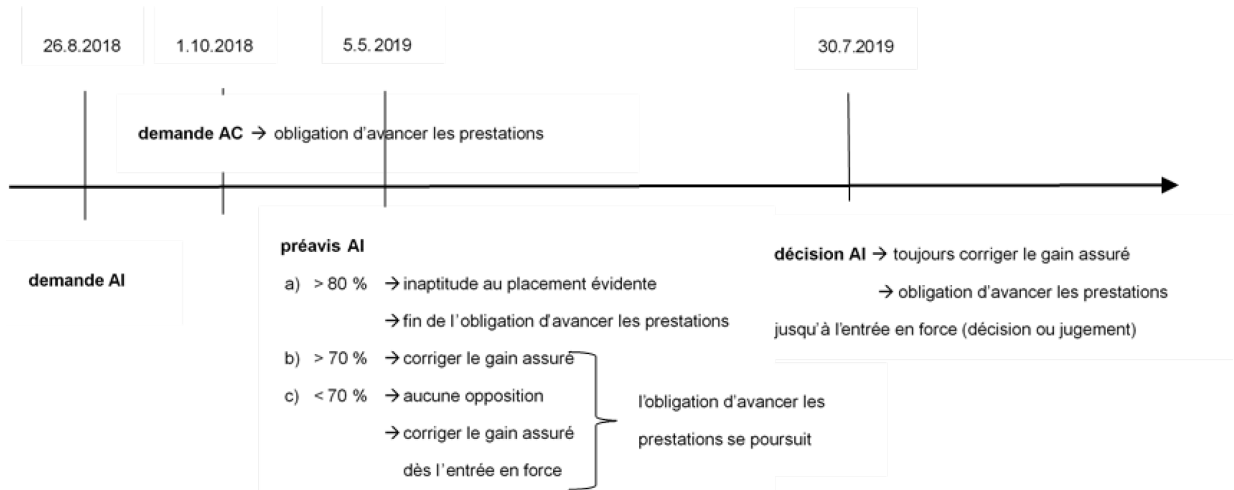 26.8.2018
1.10.2018
5.5.2019
30.7.2019
demande AC → obligation d'avancer les prestations
demande AI
préavis AI
a) > 80 % → inaptitude au placement évidente
→ fin de l'obligation d'avancer les prestations
b) > 70 % → corriger le gain assuré
c) < 70 % → aucune opposition
→ corriger le gain assuré
dès l'entrée en force
l'obligation d'avancer les
prestations se poursuit
décision AI → toujours corriger le gain assuré
→ obligation d'avancer les prestations
jusqu'à l'entrée en force (décision ou jugement)